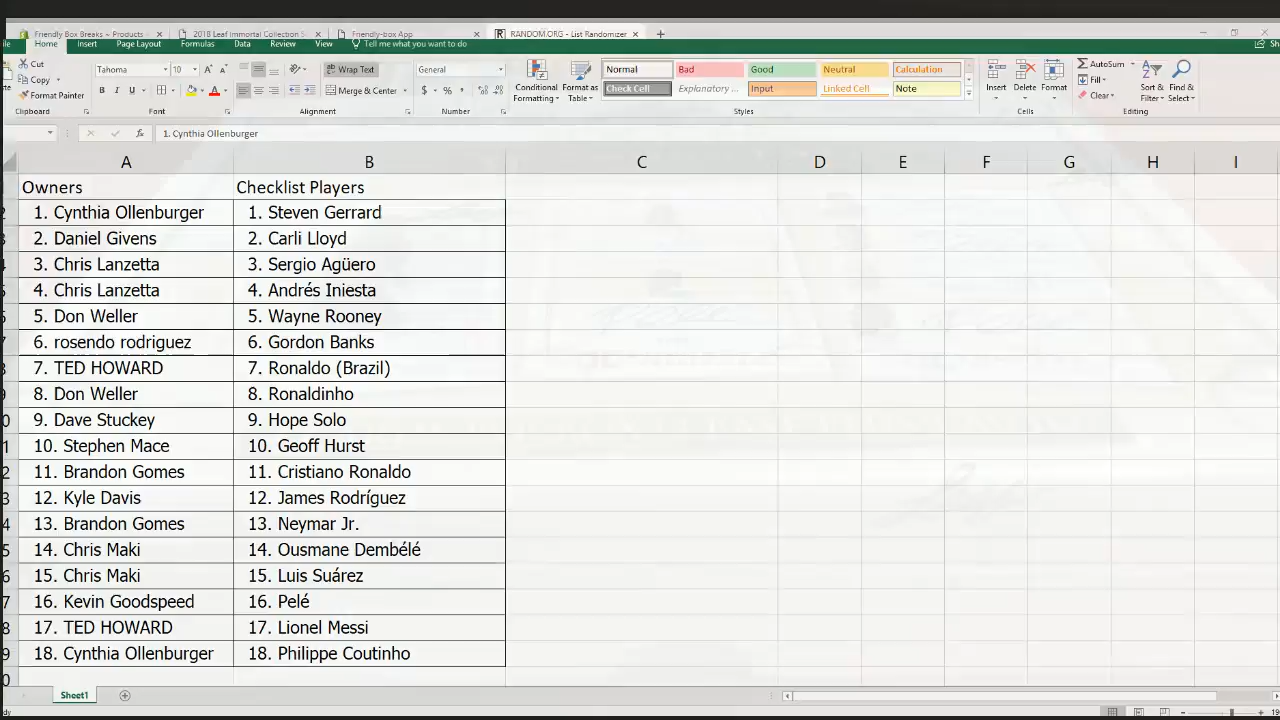 Friendly Box Breaks ~ Products
2018 Leaf Immortal Collection S
Friendly-box App
RANDOM.ORG - List Randomizer
Home Insert Page Layout Formulas Data Review View Tell me what you want to do
Cut
Copy
Format Painter
Clipboard
Tahoma 10
B I U
Font
Wrap Text
Merge & Center
Alignment
General
$ % ,
Number
Conditional Formatting
Format as Table
Normal Bad Good Neutral Calculation
Check Cell Explanatory ... Input Linked Cell Note
Styles
Insert Delete Format
Cells
AutoSum
Fill
Clear
Sort & Filter
Find & Select
Editing
fx 1. Cynthia Ollenburger
A B C D E F G H I
Owners Checklist Players
1. Cynthia Ollenburger 1. Steven Gerrard
2. Daniel Givens 2. Carli Lloyd
3. Chris Lanzetta 3. Sergio Agüero
4. Chris Lanzetta 4. Andrés Iniesta
5. Don Weller 5. Wayne Rooney
6. rosendo rodriguez 6. Gordon Banks
7. TED HOWARD 7. Ronaldo (Brazil)
8. Don Weller 8. Ronaldinho
9. Dave Stuckey 9. Hope Solo
10. Stephen Mace 10. Geoff Hurst
11. Brandon Gomes 11. Cristiano Ronaldo
12. Kyle Davis 12. James Rodríguez
13. Brandon Gomes 13. Neymar Jr.
14. Chris Maki 14. Ousmane Dembélé
15. Chris Maki 15. Luis Suárez
16. Kevin Goodspeed 16. Pelé
17. TED HOWARD 17. Lionel Messi
18. Cynthia Ollenburger 18. Philippe Coutinho
Sheet1